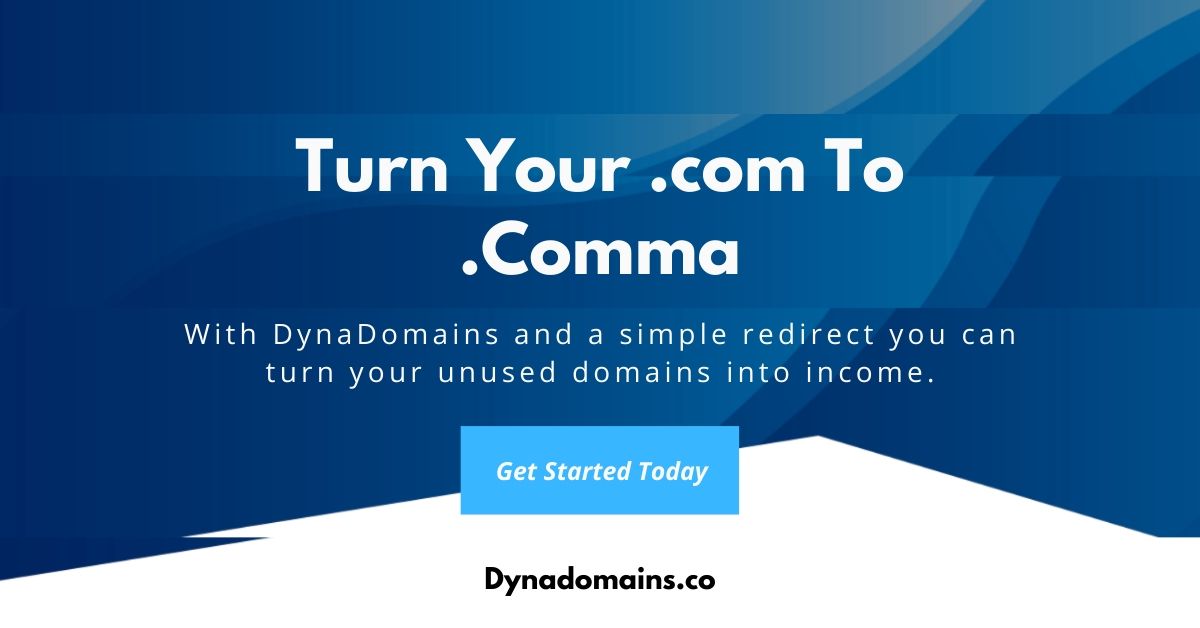 Turn Your .com To
.Comma
With DynaDomains and a simple redirect you can
turn your unused domains into income.
Get Started Today
Dynadomains.co